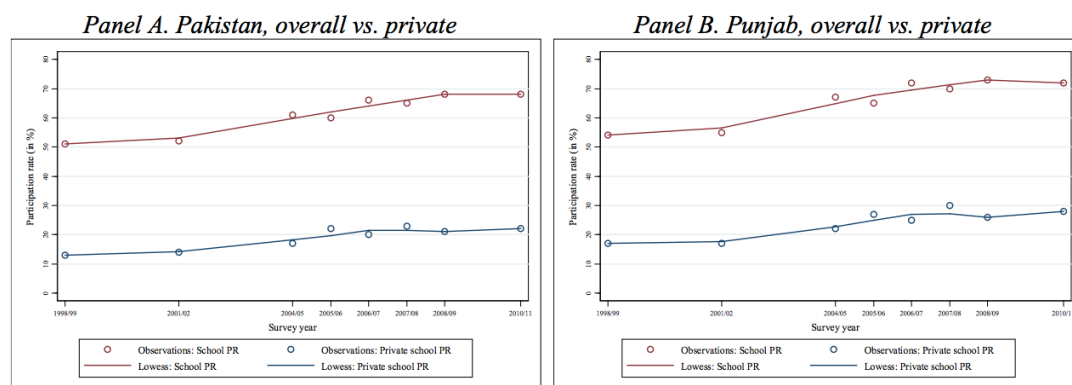 Panel A. Pakistan, overall vs. private
Participation rate (in %)
80
70
60
50
40
30
20
10
0
1998/99 2001/02 2004/05 2005/06 2006/07 2007/08 2008/09 2010/11
Survey year
Observations: School PR Observations: Private school PR
Lowess: School PR Lowess: Private school PR
Panel B. Punjab, overall vs. private
Participation rate (in %)
80
70
60
50
40
30
20
10
0
1998/99 2001/02 2004/05 2005/06 2006/07 2007/08 2008/09 2010/1
Survey year
Observations: School PR Observations: Private school PR
Lowess: School PR Lowess: Private school PR